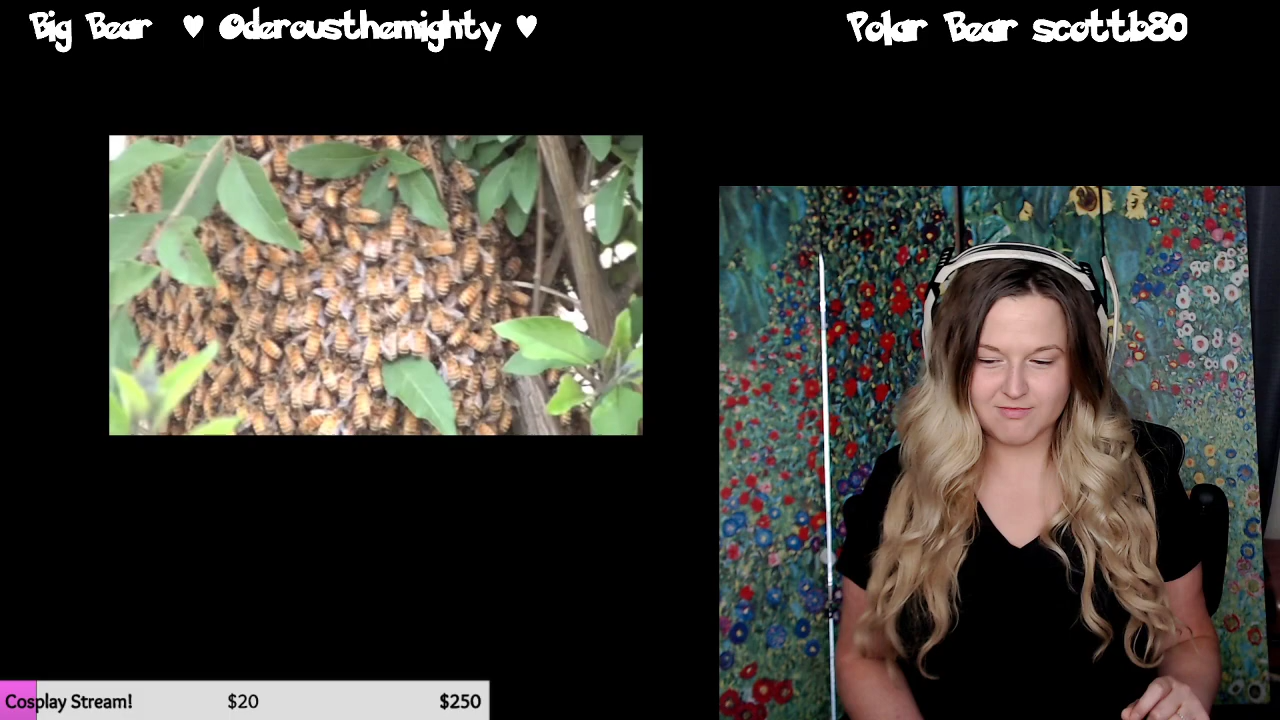 Big Bear ♥ @derousthemighty ♥
Polar Bear scottb80
Cosplay Stream! $20 $250